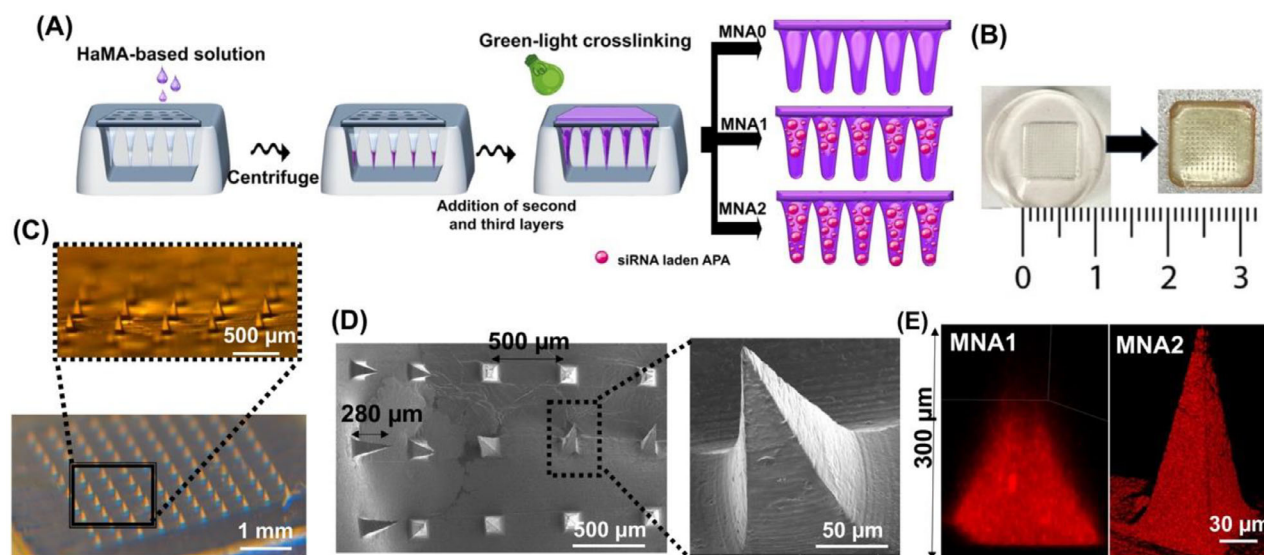 (A)
HaMA-based solution
Centrifuge
Addition of second
and third layers
Green-light crosslinking
MNA0
MNA1
MNA2
siRNA laden APA
(B)
0 1 2 3
(C)
500 µm
1 mm
(D)
500 µm
280 µm
500 µm
50 µm
(E)
MNA1
MNA2
300 µm
30 µm